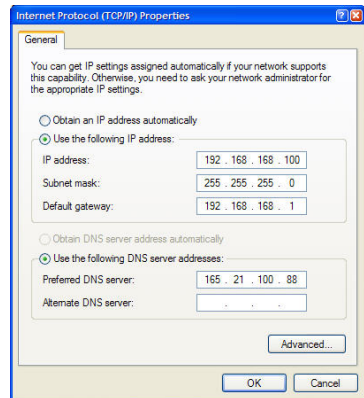 Internet Protocol (TCP/IP) Properties
General
You can get IP settings assigned automatically if your network supports
this capability. Otherwise, you need to ask your network administrator for
the appropriate IP settings.
Obtain an IP address automatically
Use the following IP address:
IP address: 192 . 168 . 168 . 100
Subnet mask: 255 . 255 . 255 . 0
Default gateway: 192 . 168 . 168 . 1
Obtain DNS server address automatically
Use the following DNS server addresses:
Preferred DNS server: 165 . 21 . 100 . 88
Alternate DNS server: . . .
Advanced...
OK Cancel